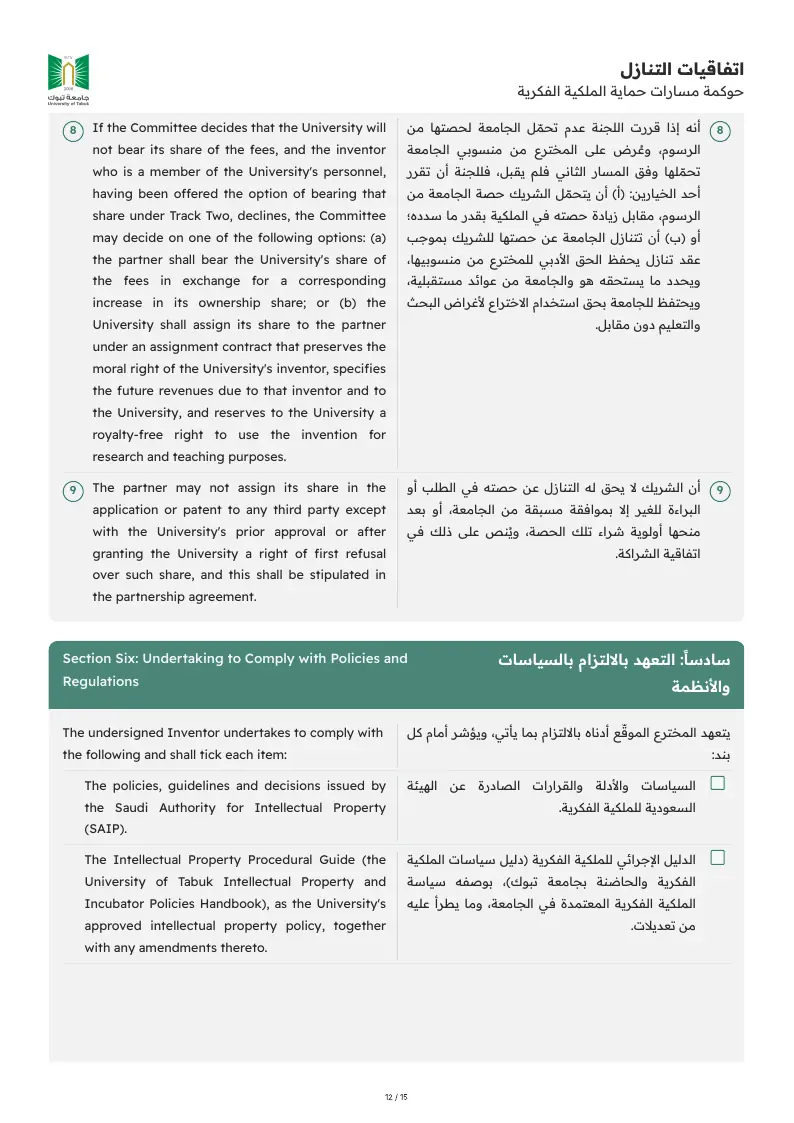 اتفاقيات التنازل
حوكمة مسارات حماية الملكية الفكرية
جامعة تبوك
University of Tabuk
8
If the Committee decides that the University will
not bear its share of the fees, and the inventor
who is a member of the University's personnel,
having been offered the option of bearing that
share under Track Two, declines, the Committee
may decide on one of the following options: (a)
the partner shall bear the University's share of
the fees in exchange for a corresponding
increase in its ownership share; or (b) the
University shall assign its share to the partner
under an assignment contract that preserves the
moral right of the University's inventor, specifies
the future revenues due to that inventor and to
the University, and reserves to the University a
royalty-free right to use the invention for
research and teaching purposes.
8
أنه إذا قررت اللجنة عدم تحمّل الجامعة لحصتها من
الرسوم، وعُرض على المخترع من منسوبي الجامعة
تحمّلها وفق المسار الثاني فلم يقبل، فللجنة أن تقرر
أحد الخيارين: (أ) أن يتحمّل الشريك حصة الجامعة من
الرسوم، مقابل زيادة حصته في الملكية بقدر ما سدده؛
أو (ب) أن تتنازل الجامعة عن حصتها للشريك بموجب
عقد تنازل يحفظ الحق الأدبي للمخترع من منسوبيها،
ويحدد ما يستحقه هو والجامعة من عوائد مستقبلية،
ويحتفظ للجامعة بحق استخدام الاختراع لأغراض البحث
والتعليم دون مقابل.
9
The partner may not assign its share in the
application or patent to any third party except
with the University's prior approval or after
granting the University a right of first refusal
over such share, and this shall be stipulated in
the partnership agreement.
9
أن الشريك لا يحق له التنازل عن حصته في الطلب أو
البراءة للغير إلا بموافقة مسبقة من الجامعة، أو بعد
منحها أولوية شراء تلك الحصة، ويُنص على ذلك في
اتفاقية الشراكة.
Section Six: Undertaking to Comply with Policies and
Regulations
سادساً: التعهد بالالتزام بالسياسات
والأنظمة
The undersigned Inventor undertakes to comply with
the following and shall tick each item:
يتعهد المخترع الموقّع أدناه بالالتزام بما يأتي، ويؤشر أمام كل
بند:
The policies, guidelines and decisions issued by
the Saudi Authority for Intellectual Property
(SAIP).
السياسات والأدلة والقرارات الصادرة عن الهيئة
السعودية للملكية الفكرية.
The Intellectual Property Procedural Guide (the
University of Tabuk Intellectual Property and
Incubator Policies Handbook), as the University's
approved intellectual property policy, together
with any amendments thereto.
الدليل الإجرائي للملكية الفكرية (دليل سياسات الملكية
الفكرية والحاضنة بجامعة تبوك)، بوصفه سياسة
الملكية الفكرية المعتمدة في الجامعة، وما يطرأ عليه
من تعديلات.
12 / 15